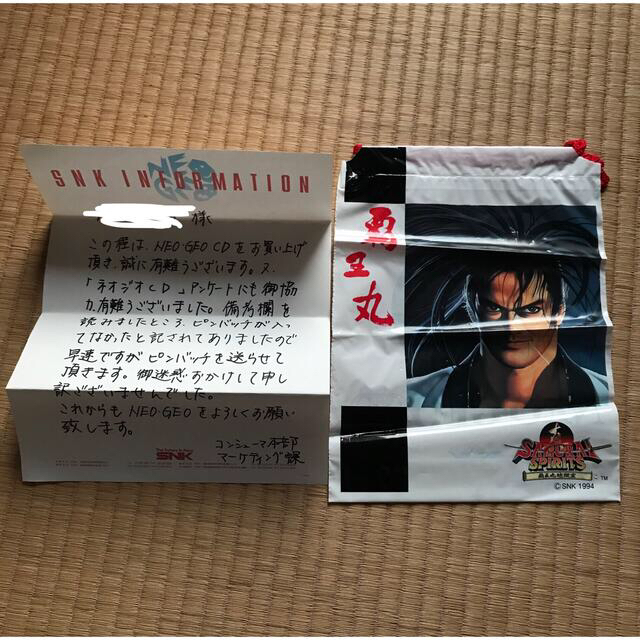 NEO GEO
SNK INFORMATION
様
この程は、NEO・GEO CDをお買い上げ
頂き、誠に有難うございます。又、
「ネオジオCD」アンケートにも御協
力、有難うございました。備考欄を
読みましたところ、ピンバッチが入っ
てなかったと記されてありましたので
早速ですがピンバッチを送らせて
頂きます。御迷惑おかけして申し
訳ございませんでした。
これからもNEO・GEOをよろしくお願い
致します。
コンシューマ本部
マーケティング課
SNK
覇王丸
SAMURAI
SPIRITS
TM
©SNK 1994